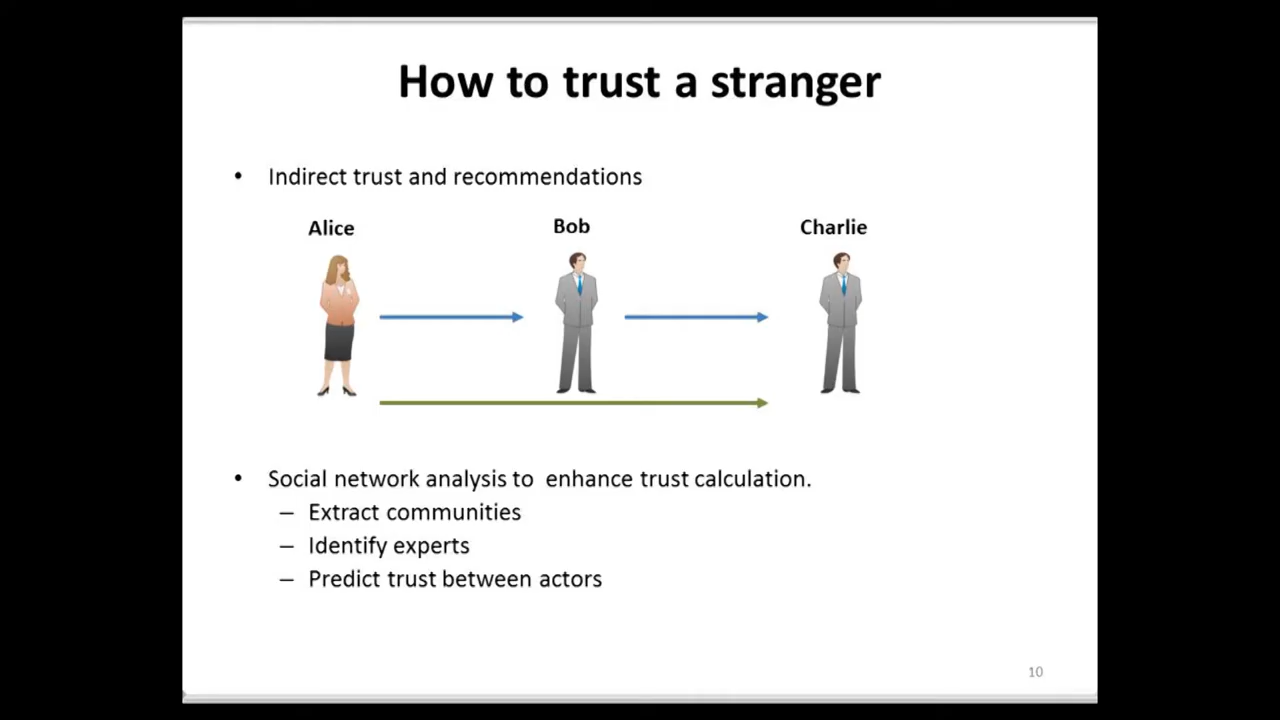 How to trust a stranger
• Indirect trust and recommendations
Alice Bob Charlie
• Social network analysis to enhance trust calculation.
– Extract communities
– Identify experts
– Predict trust between actors
10